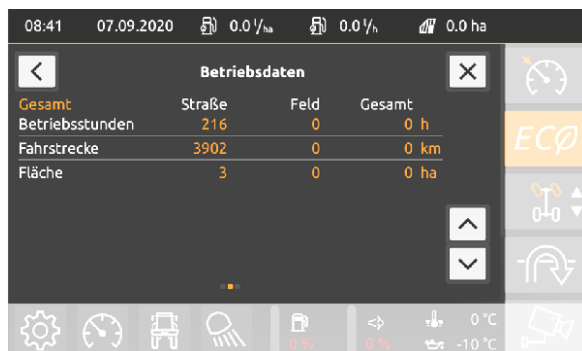 08:41 07.09.2020 0.0 l/ha 0.0 l/h 0.0 ha
Betriebsdaten
Gesamt Straße Feld Gesamt
Betriebsstunden 216 0 0 h
Fahrstrecke 3902 0 0 km
Fläche 3 0 0 ha
ECO
0 % 0 % 0 °C
-10 °C